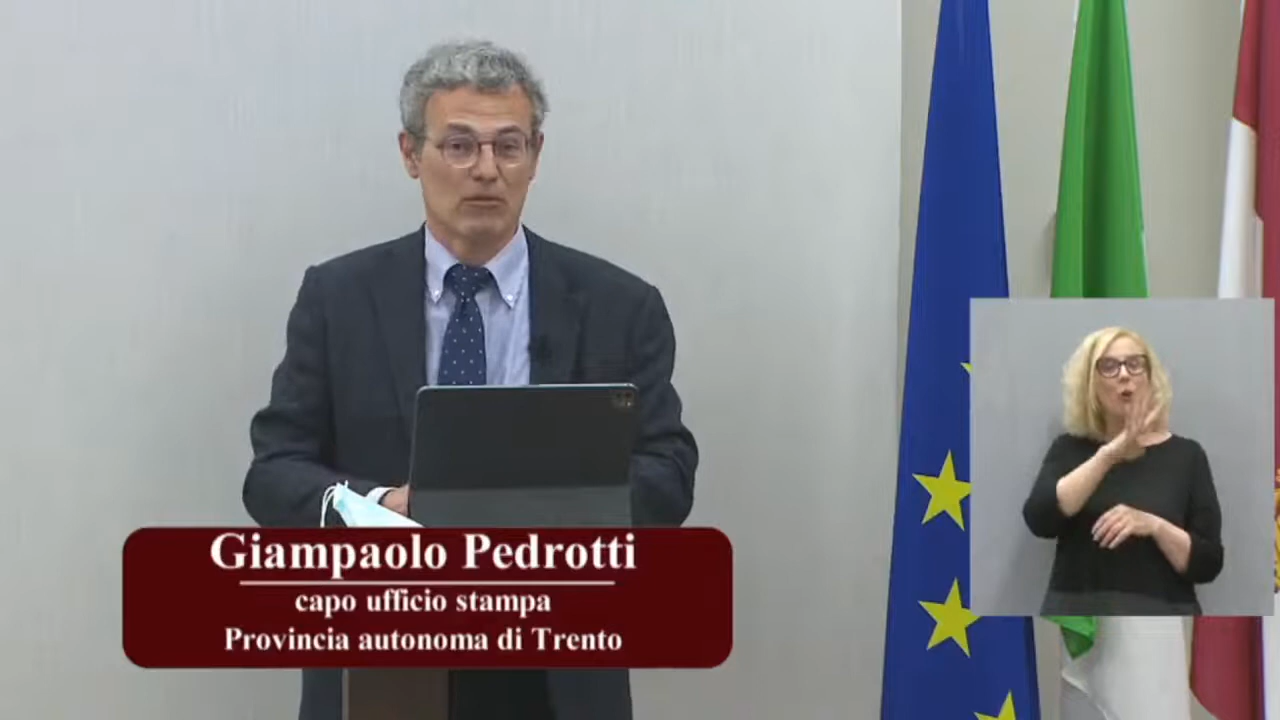 Giampaolo Pedrotti
capo ufficio stampa
Provincia autonoma di Trento